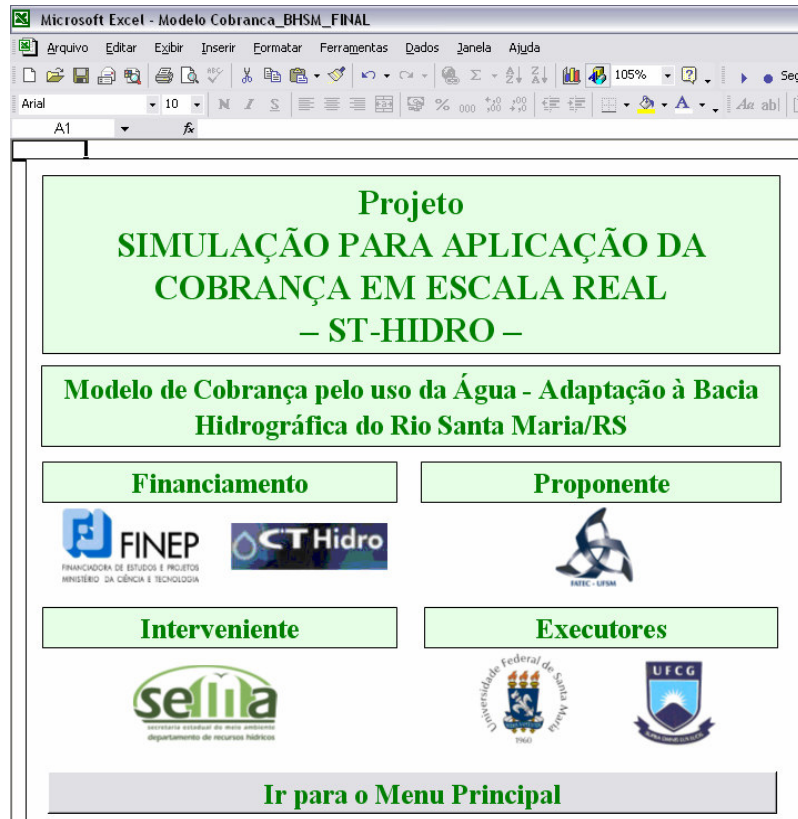 Microsoft Excel - Modelo Cobranca_BHSM_FINAL
Arquivo Editar Exibir Inserir Formatar Ferramentas Dados Janela Ajuda
105% Seg
Arial 10 N I S % 000 A
A1 fx
Projeto
SIMULAÇÃO PARA APLICAÇÃO DA
COBRANÇA EM ESCALA REAL
– ST-HIDRO –
Modelo de Cobrança pelo uso da Água - Adaptação à Bacia
Hidrográfica do Rio Santa Maria/RS
Financiamento Proponente
FINEP CT Hidro
FINANCIADORA DE ESTUDOS E PROJETOS
MINISTÉRIO DA CIÊNCIA E TECNOLOGIA
FATEC - UFSM
Interveniente Executores
sema
secretaria estadual do meio ambiente
departamento de recursos hídricos
Universidade Federal de Santa Maria
1960
UFCG
Ir para o Menu Principal